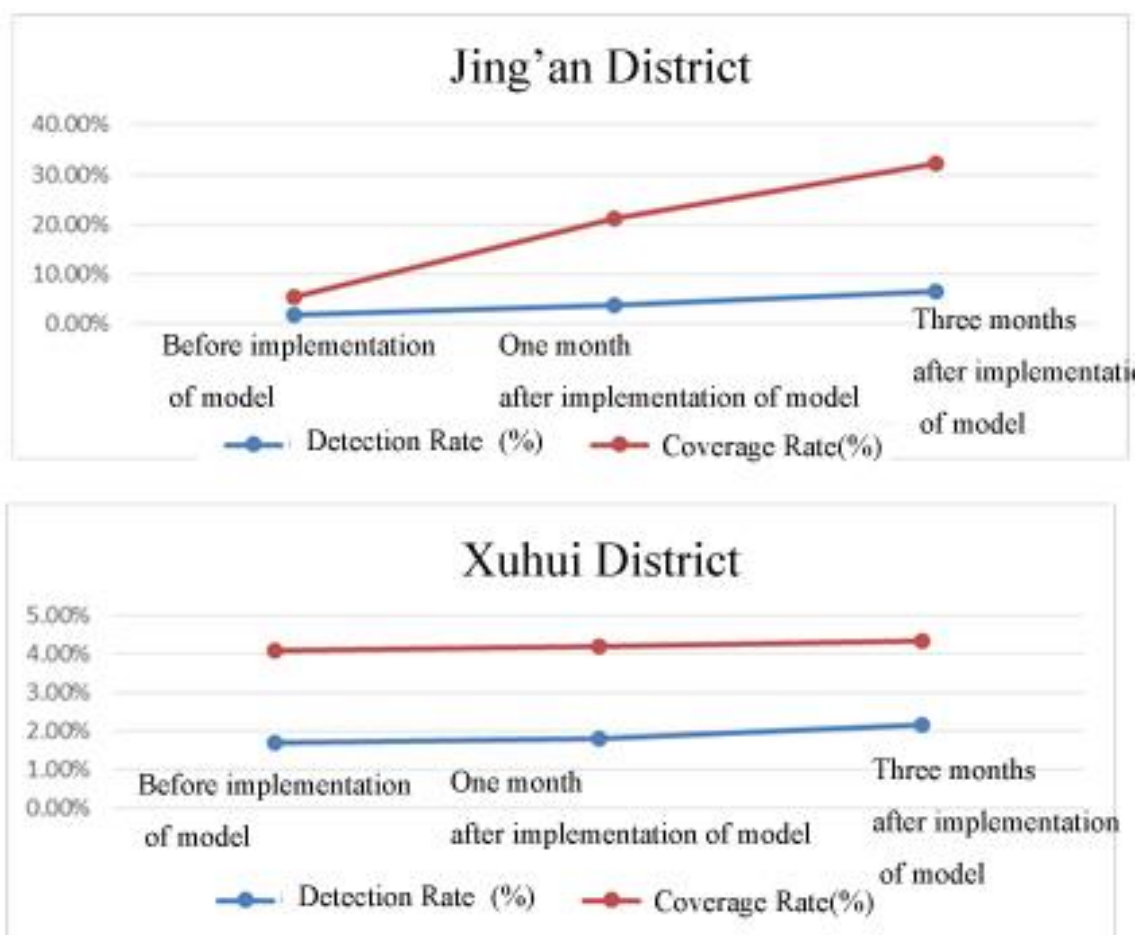 Jing’an District
40.00%
30.00%
20.00%
10.00%
0.00%
Before implementation
of model
One month
after implementation of model
Three months
after implementati
of model
Detection Rate (%)
Coverage Rate(%)
Xuhui District
5.00%
4.00%
3.00%
2.00%
1.00%
0.00%
Before implementation
of model
One month
after implementation of model
Three months
after implementation
of model
Detection Rate (%)
Coverage Rate(%)